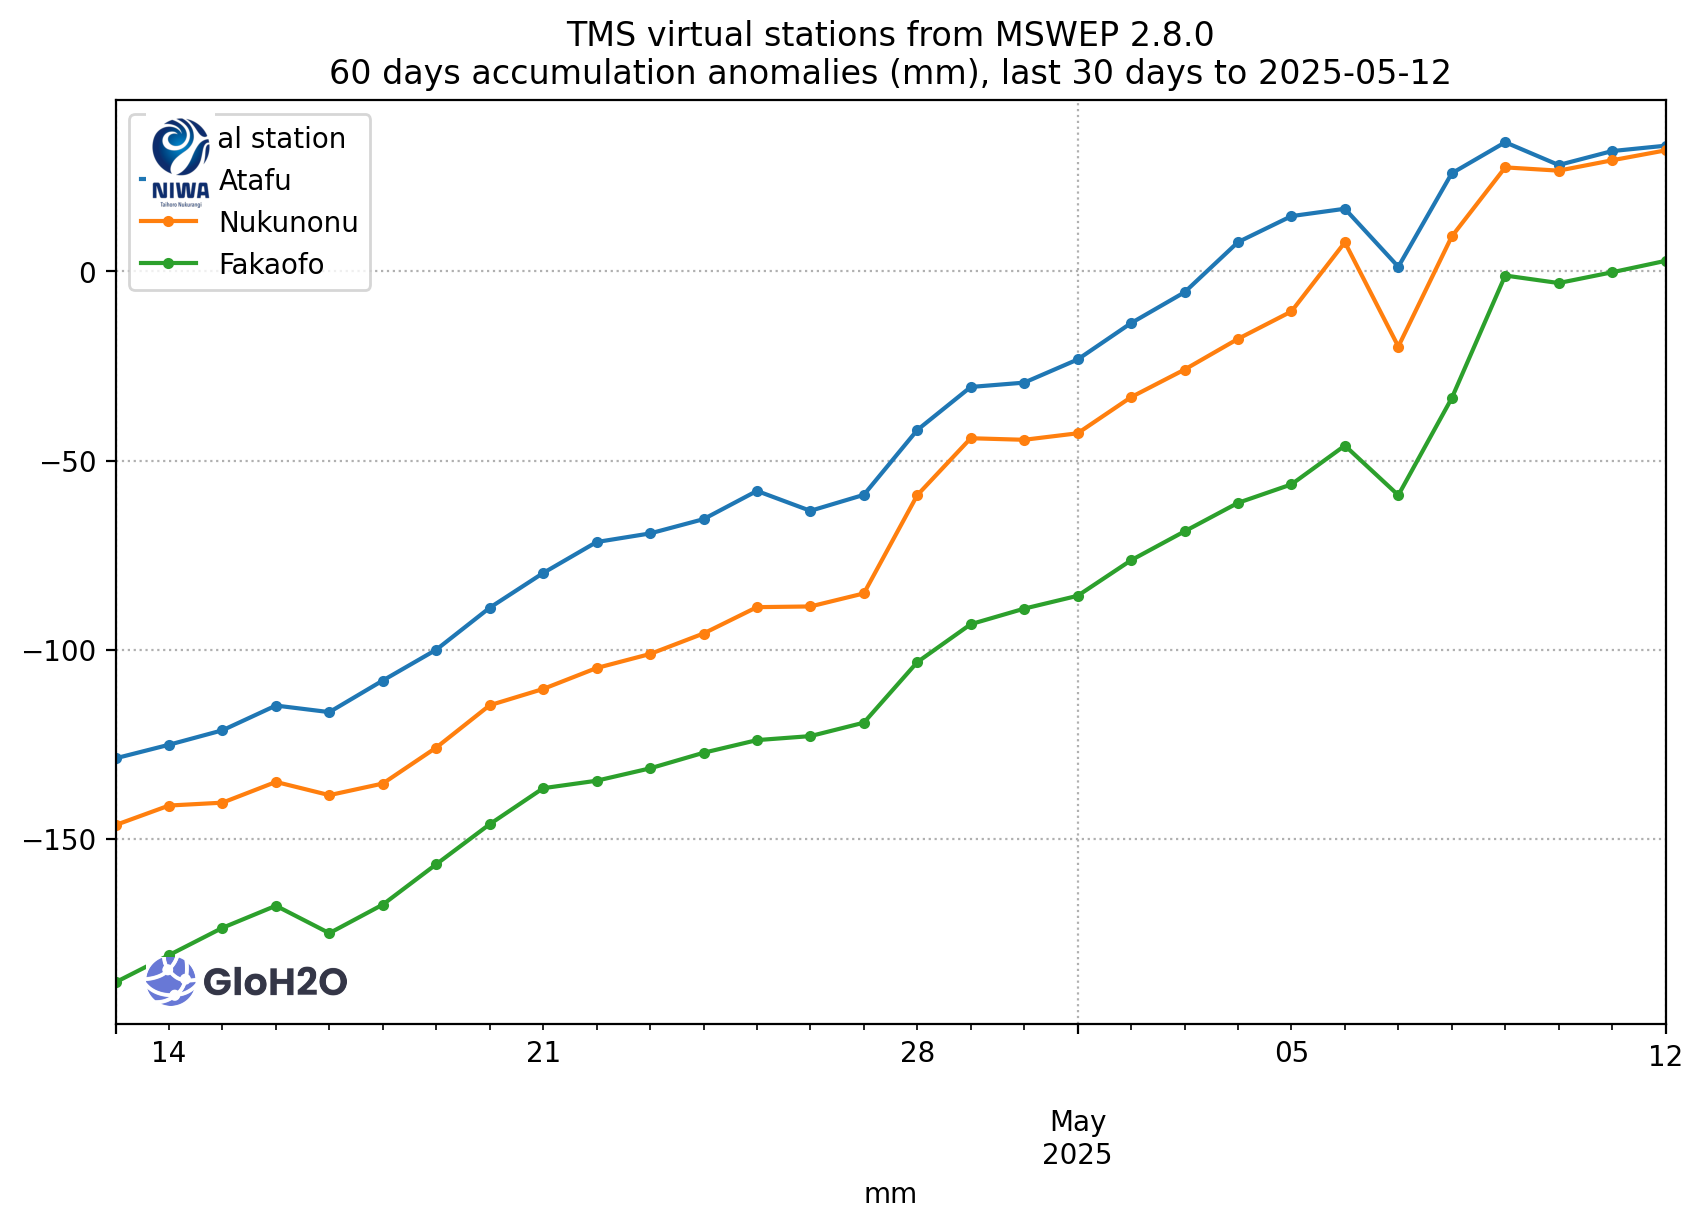 TMS virtual stations from MSWEP 2.8.0
60 days accumulation anomalies (mm), last 30 days to 2025-05-12
al station
NIWA
Taihoro Nukurangi
Atafu
Nukunonu
Fakaofo
0
−50
−100
−150
GloH2O
14
21
28
05
12
May
2025
mm